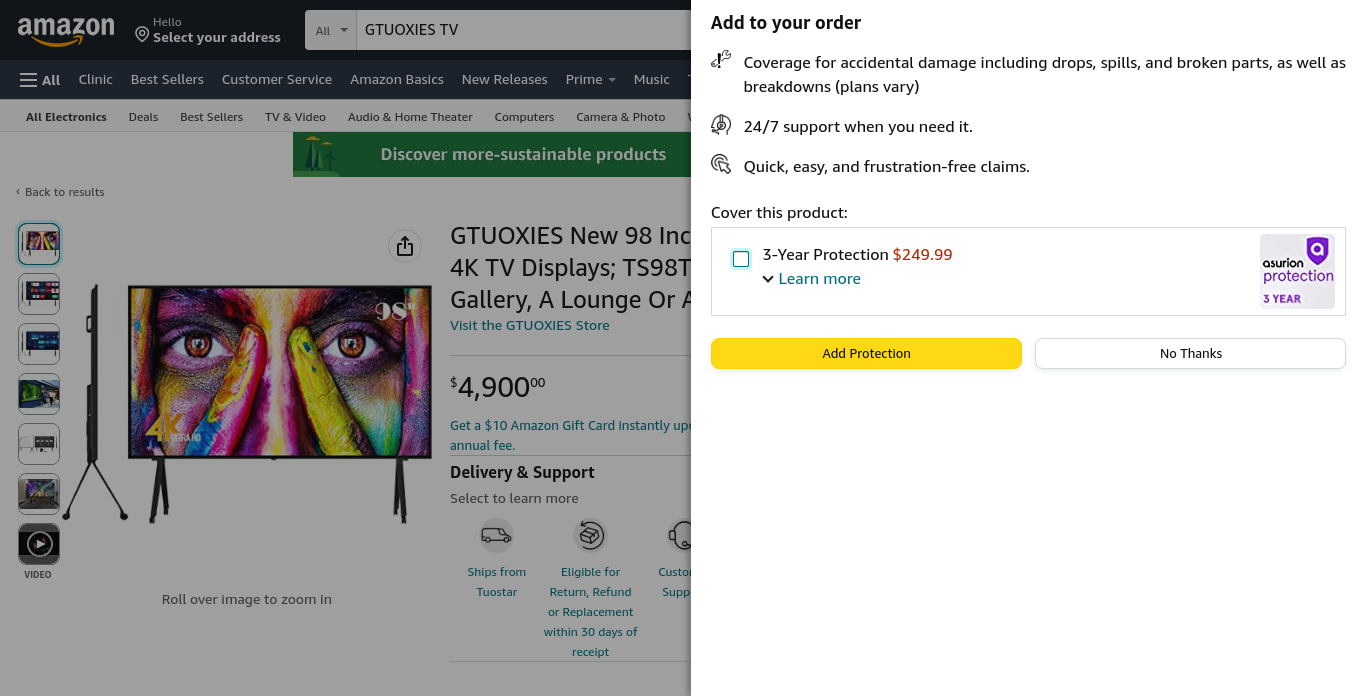 amazon
Hello
Select your address
All
GTUOXIES TV
All
Clinic
Best Sellers
Customer Service
Amazon Basics
New Releases
Prime
Music
All Electronics
Deals
Best Sellers
TV & Video
Audio & Home Theater
Computers
Camera & Photo
Discover more-sustainable products
‹ Back to results
VIDEO
98"
4K
ULTRA HD
Roll over image to zoom in
GTUOXIES New 98 Inc
4K TV Displays; TS98T
Gallery, A Lounge Or A
Visit the GTUOXIES Store
$4,90000
Get a $10 Amazon Gift Card instantly upo
annual fee.
Delivery & Support
Select to learn more
Ships from
Tuostar
Eligible for
Return, Refund
or Replacement
within 30 days of
receipt
Custo
Supp
Add to your order
Coverage for accidental damage including drops, spills, and broken parts, as well as
breakdowns (plans vary)
24/7 support when you need it.
Quick, easy, and frustration-free claims.
Cover this product:
3-Year Protection $249.99
Learn more
asurion
protection
3 YEAR
Add Protection
No Thanks